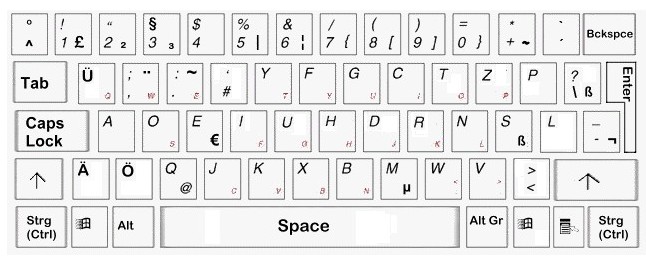 ° ! " § $ % & / ( ) = * ` Bckspce
^ 1 £ 2 ² 3 ³ 4 5 | 6 ¦ 7 { 8 [ 9 ] 0 } + ~ ´
Tab Ü ; ¨ : ~ ' Y F G C T Z P ? Enter
Q , W . E # T Y U I O P \ ß
Caps A O E I U H D R N S L _
Lock S € F G H J K L ß - ¬
Ä Ö Q J K X B M W V >
@ C V B N µ <
Strg Alt Space Alt Gr Strg
(Ctrl) (Ctrl)